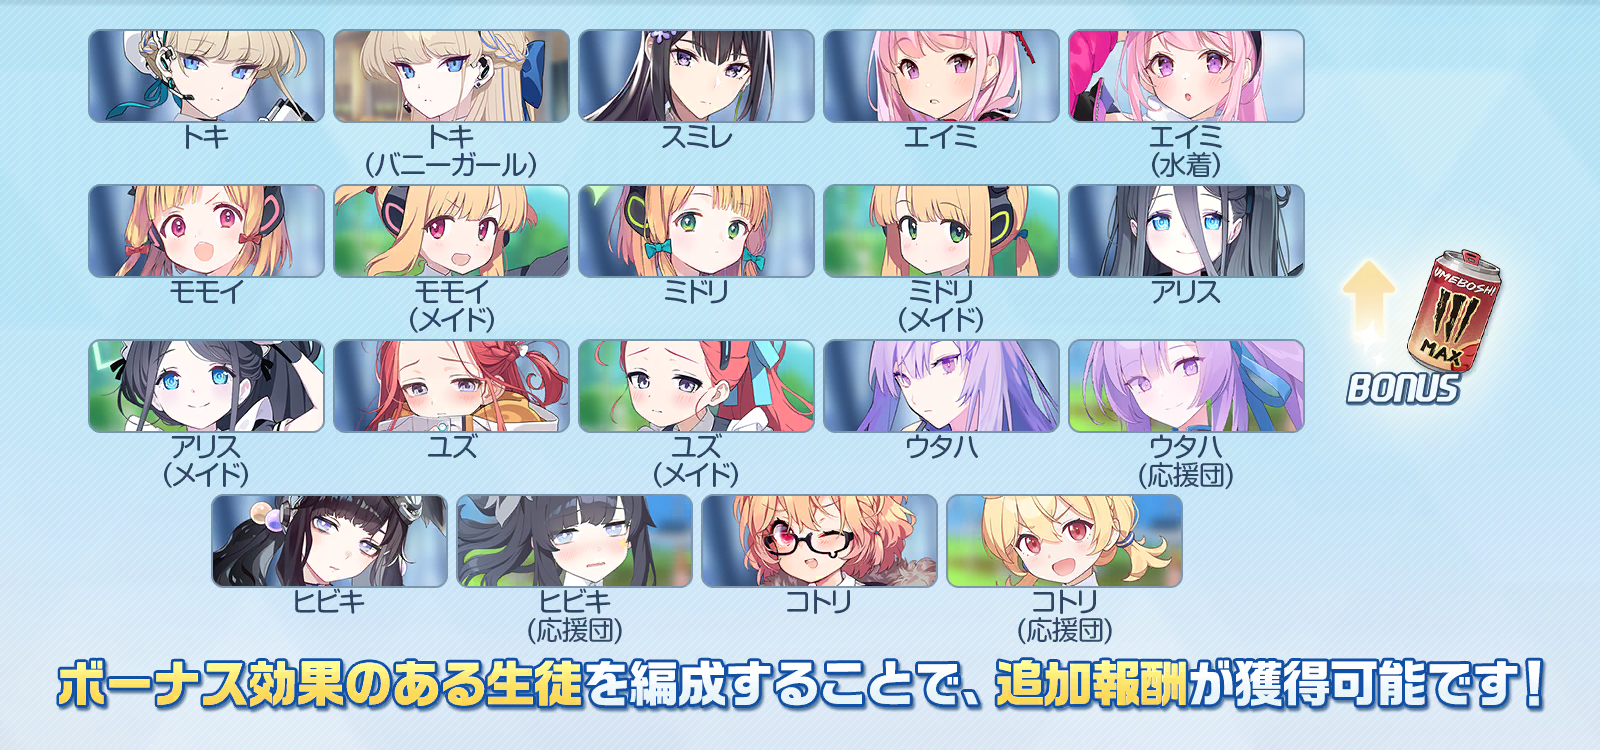 トキ
トキ
(バニーガール)
スミレ
エイミ
エイミ
(水着)
モモイ
モモイ
(メイド)
ミドリ
ミドリ
(メイド)
アリス
UMEBOSHI
MAX
BONUS
アリス
(メイド)
ユズ
ユズ
(メイド)
ウタハ
ウタハ
(応援団)
ヒビキ
ヒビキ
(応援団)
コトリ
コトリ
(応援団)
ボーナス効果のある生徒を編成することで、追加報酬が獲得可能です!